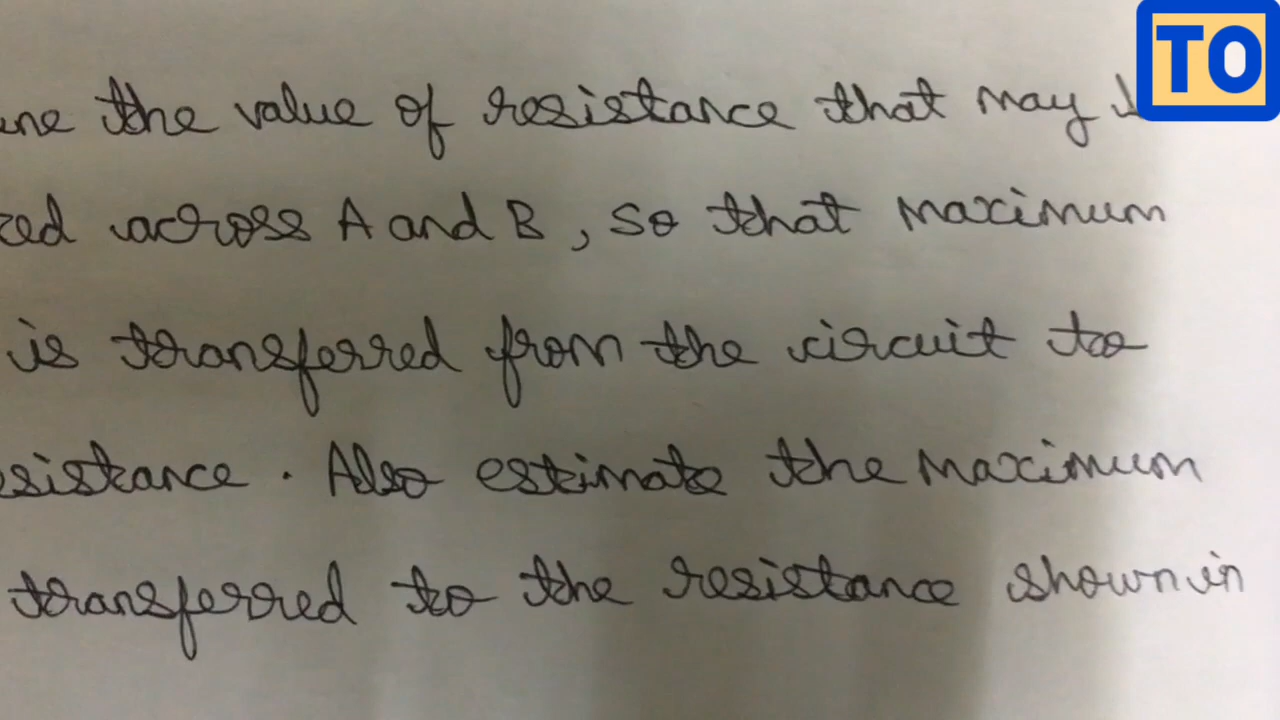 TO
the value of resistance that may
across A and B, so that maximum
is transferred from the circuit to
. Also estimate the maximum
transferred to the resistance shown in